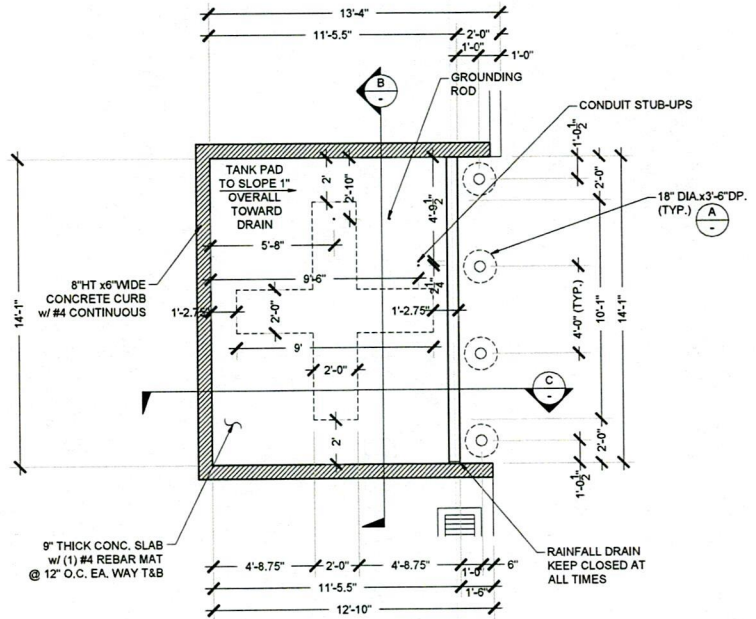 13'-4"
11'-5.5"
2'-0"
1'-0"
1'-0"
B
-
GROUNDING
ROD
CONDUIT STUB-UPS
TANK PAD
TO SLOPE 1"
OVERALL
TOWARD
DRAIN
2'
2'-10"
4'-9½"
1'-0½"
2'-0"
18" DIA.x3'-6"DP.
(TYP.)
A
-
5'-8"
9'-6"
2¼"
8"HT x6"WIDE
CONCRETE CURB
w/ #4 CONTINUOUS
1'-2.75"
2'-0"
1'-2.75"
14'-1"
4'-0" (TYP.)
10'-1"
14'-1"
9'
2'-0"
C
-
2'
2'-0"
1'-0½"
9" THICK CONC. SLAB
w/ (1) #4 REBAR MAT
@ 12" O.C. EA. WAY T&B
RAINFALL DRAIN
KEEP CLOSED AT
ALL TIMES
4'-8.75"
2'-0"
4'-8.75"
1'-0"
6"
11'-5.5"
1'-6"
12'-10"